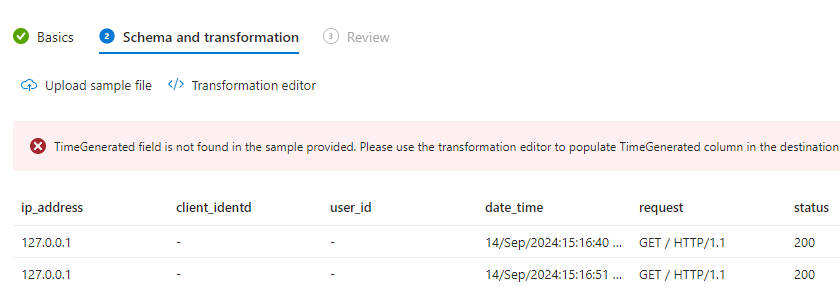 Basics 2 Schema and transformation 3 Review
Upload sample file </> Transformation editor
TimeGenerated field is not found in the sample provided. Please use the transformation editor to populate TimeGenerated column in the destination
ip_address client_identd user_id date_time request status
127.0.0.1 - - 14/Sep/2024:15:16:40 ... GET / HTTP/1.1 200
127.0.0.1 - - 14/Sep/2024:15:16:51 ... GET / HTTP/1.1 200